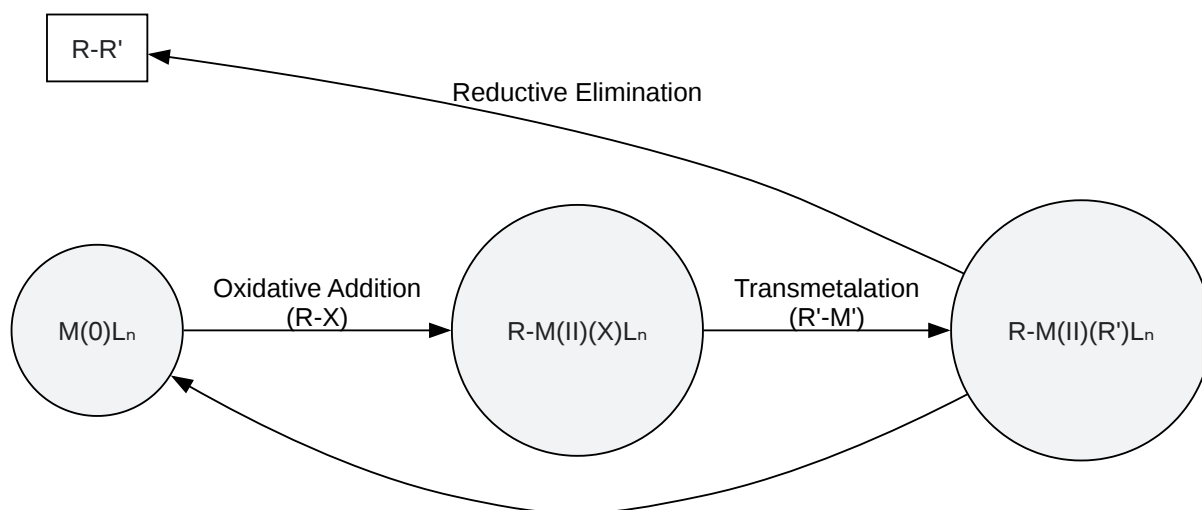 R-R'
Reductive Elimination
Oxidative Addition
(R-X)
Transmetalation
(R'-M')
M(0)Lₙ
R-M(II)(X)Lₙ
R-M(II)(R')Lₙ